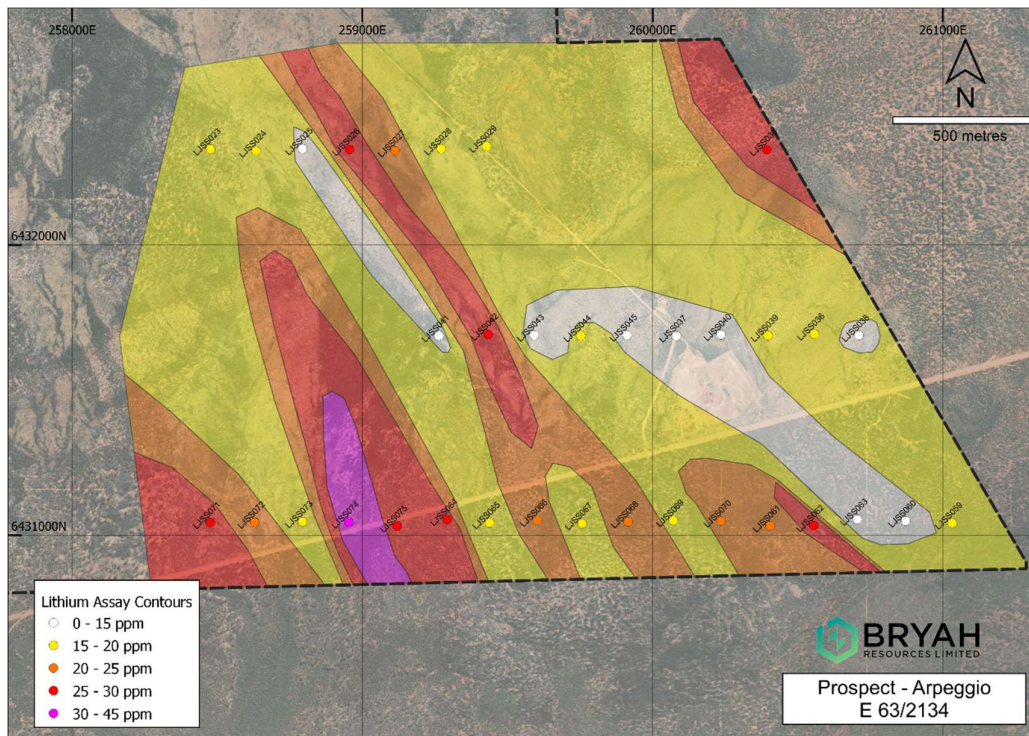 258000E
259000E
260000E
261000E
N
500 metres
LJSS023
LJSS024
LJSS025
LJSS026
LJSS027
LJSS028
LJSS029
6432000N
LJSS041
LJSS042
LJSS043
LJSS044
LJSS045
LJSS037
LJSS040
LJSS039
LJSS036
LJSS038
LJSS071
LJSS072
LJSS073
LJSS074
LJSS075
LJSS064
LJSS065
LJSS066
LJSS067
LJSS068
LJSS069
LJSS070
LJSS061
LJSS062
LJSS063
LJSS060
LJSS059
6431000N
Lithium Assay Contours
0 - 15 ppm
15 - 20 ppm
20 - 25 ppm
25 - 30 ppm
30 - 45 ppm
BRYAH
RESOURCES LIMITED
Prospect - Arpeggio
E 63/2134